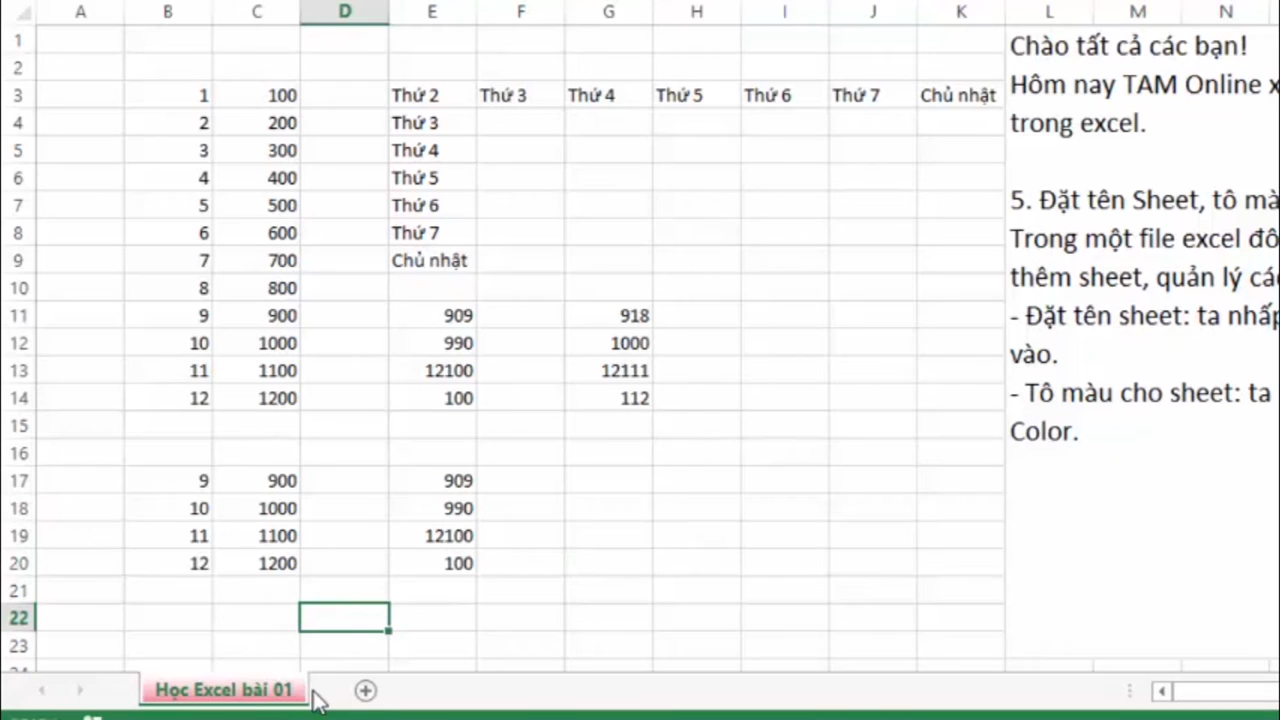 A B C D E F G H I J K L M N
1
2
3 1 100 Thứ 2 Thứ 3 Thứ 4 Thứ 5 Thứ 6 Thứ 7 Chủ nhật
4 2 200 Thứ 3
5 3 300 Thứ 4
6 4 400 Thứ 5
7 5 500 Thứ 6
8 6 600 Thứ 7
9 7 700 Chủ nhật
10 8 800
11 9 900 909 918
12 10 1000 990 1000
13 11 1100 12100 12111
14 12 1200 100 112
15
16
17 9 900 909
18 10 1000 990
19 11 1100 12100
20 12 1200 100
21
22
23
Chào tất cả các bạn!
Hôm nay TAM Online x
trong excel.
5. Đặt tên Sheet, tô mà
Trong một file excel đô
thêm sheet, quản lý cá
- Đặt tên sheet: ta nhấp
vào.
- Tô màu cho sheet: ta
Color.
Học Excel bài 01